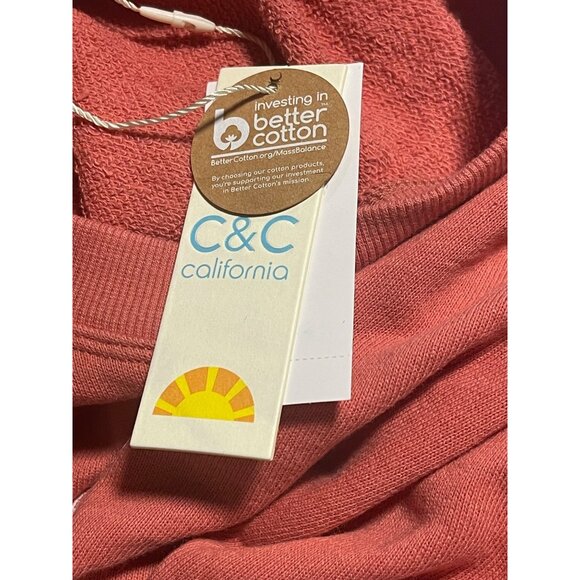 investing in
better
cotton™
BetterCotton.org/MassBalance
By choosing our cotton products,
you're supporting our investment
in Better Cotton's mission.
C&C
california